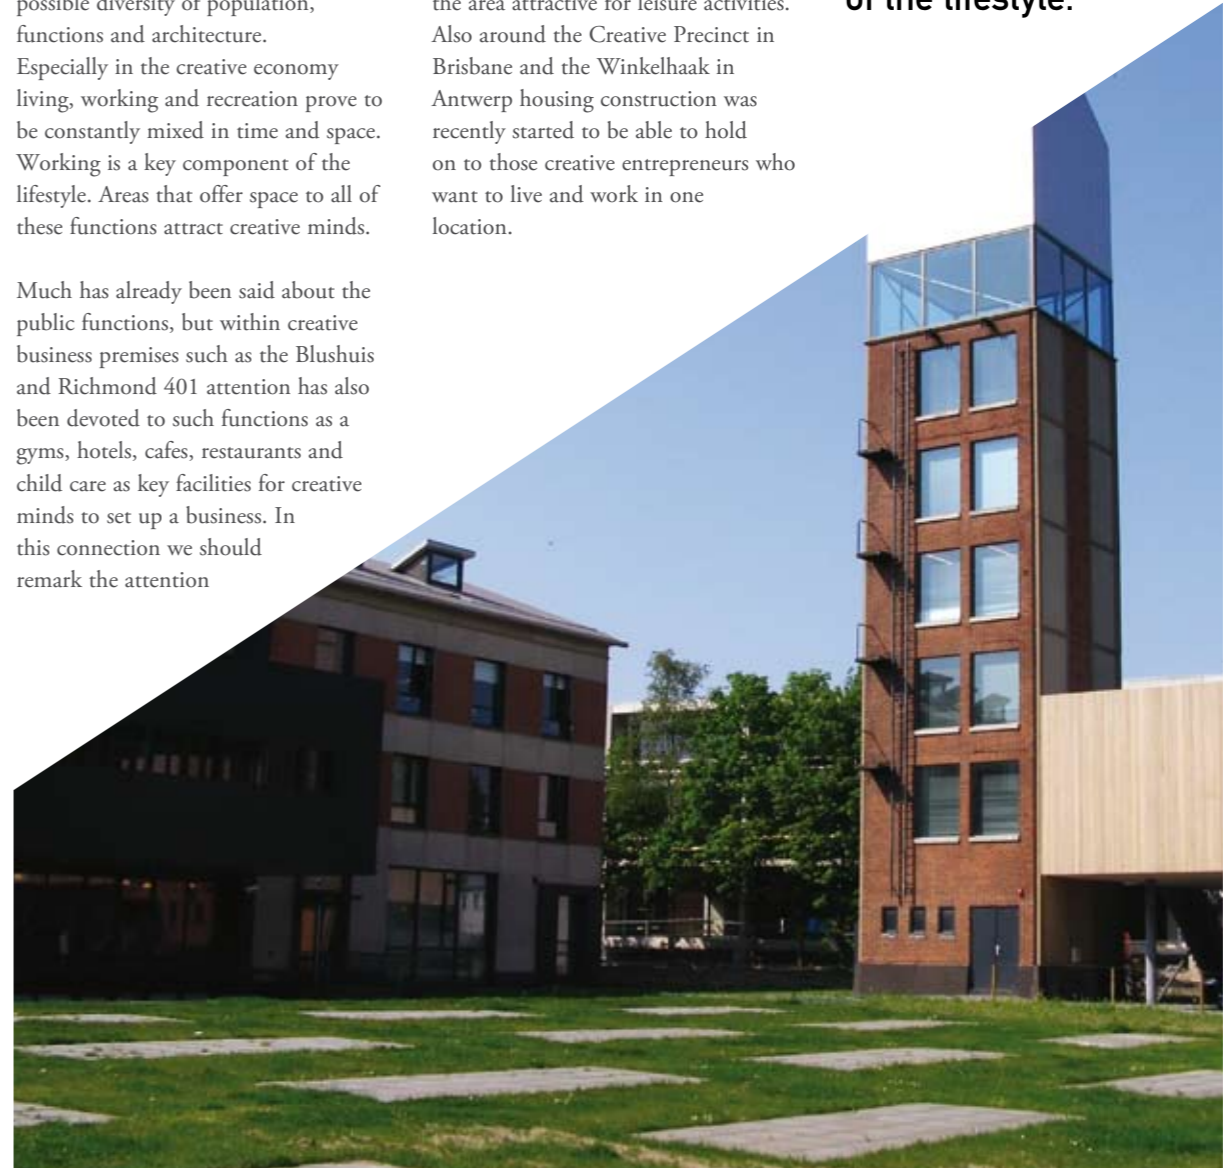 possible diversity of population,
functions and architecture.
Especially in the creative economy
living, working and recreation prove to
be constantly mixed in time and space.
Working is a key component of the
lifestyle. Areas that offer space to all of
these functions attract creative minds.

Much has already been said about the
public functions, but within creative
business premises such as the Blushuis
and Richmond 401 attention has also
been devoted to such functions as a
gyms, hotels, cafes, restaurants and
child care as key facilities for creative
minds to set up a business. In
this connection we should
remark the attention

the area attractive for leisure activities.
Also around the Creative Precinct in
Brisbane and the Winkelhaak in
Antwerp housing construction was
recently started to be able to hold
on to those creative entrepreneurs who
want to live and work in one
location.

of the lifestyle.